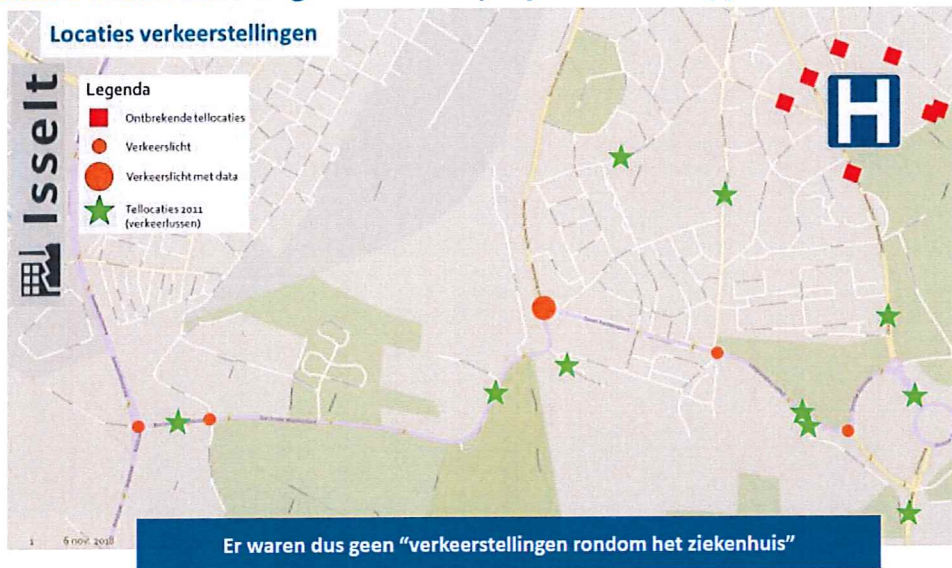 Locaties verkeerstellingen
Isselt
Legenda
Ontbrekende tellocaties
Verkeerslicht
Verkeerslicht met data
Tellocaties 2011
(verkeerlussen)
H
1 6 nov. 2018
Er waren dus geen “verkeerstellingen rondom het ziekenhuis”